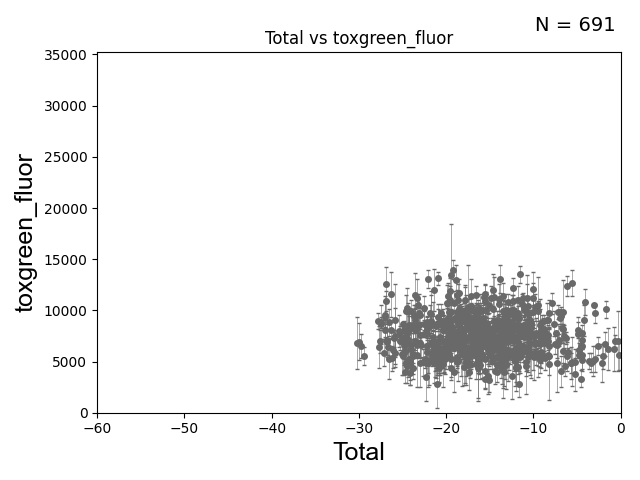 N = 691
Total vs toxgreen_fluor
35000
30000
25000
20000
15000
10000
5000
0
toxgreen_fluor
−60 −50 −40 −30 −20 −10 0
Total